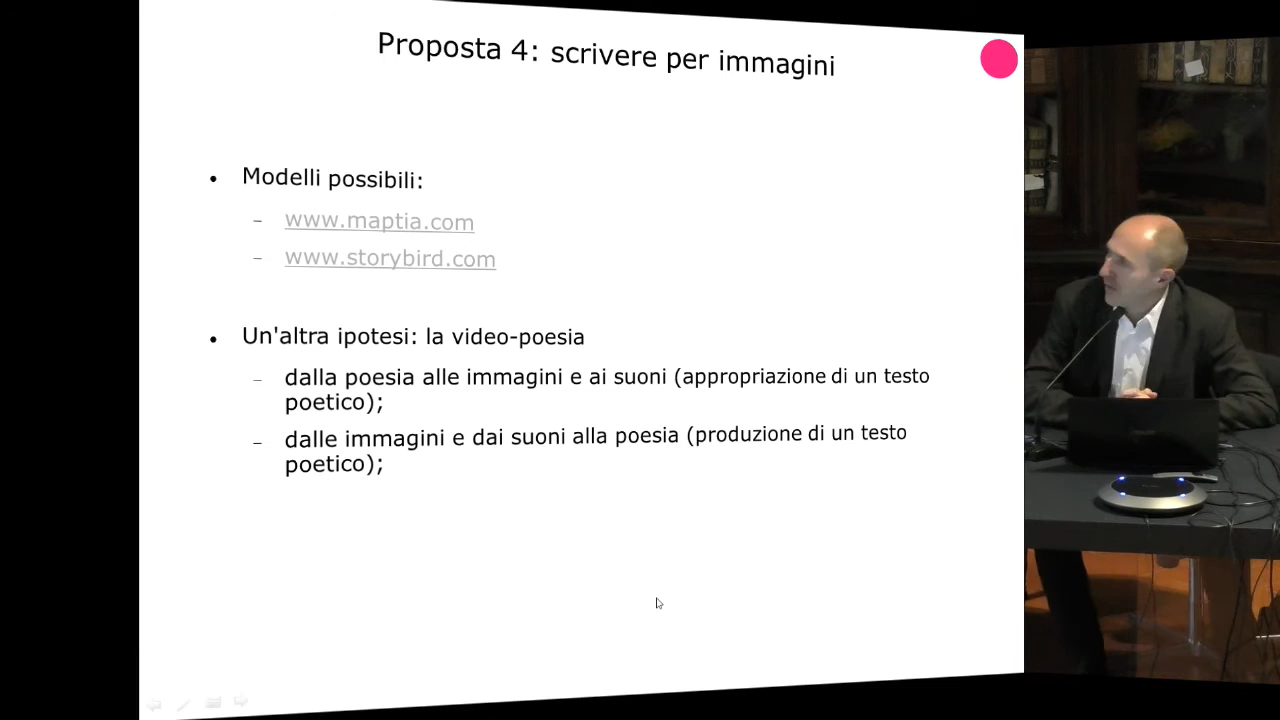 Proposta 4: scrivere per immagini
• Modelli possibili:
– www.maptia.com
– www.storybird.com
• Un'altra ipotesi: la video-poesia
– dalla poesia alle immagini e ai suoni (appropriazione di un testo
poetico);
– dalle immagini e dai suoni alla poesia (produzione di un testo
poetico);